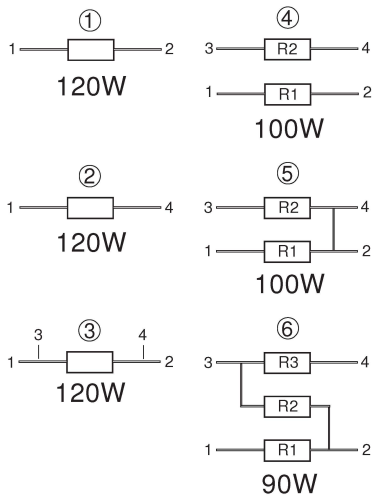 ①
1 2
120W
②
1 4
120W
③
3 4
1 2
120W
④
3 R2 4
1 R1 2
100W
⑤
3 R2 4
1 R1 2
100W
⑥
3 R3 4
R2
1 R1 2
90W